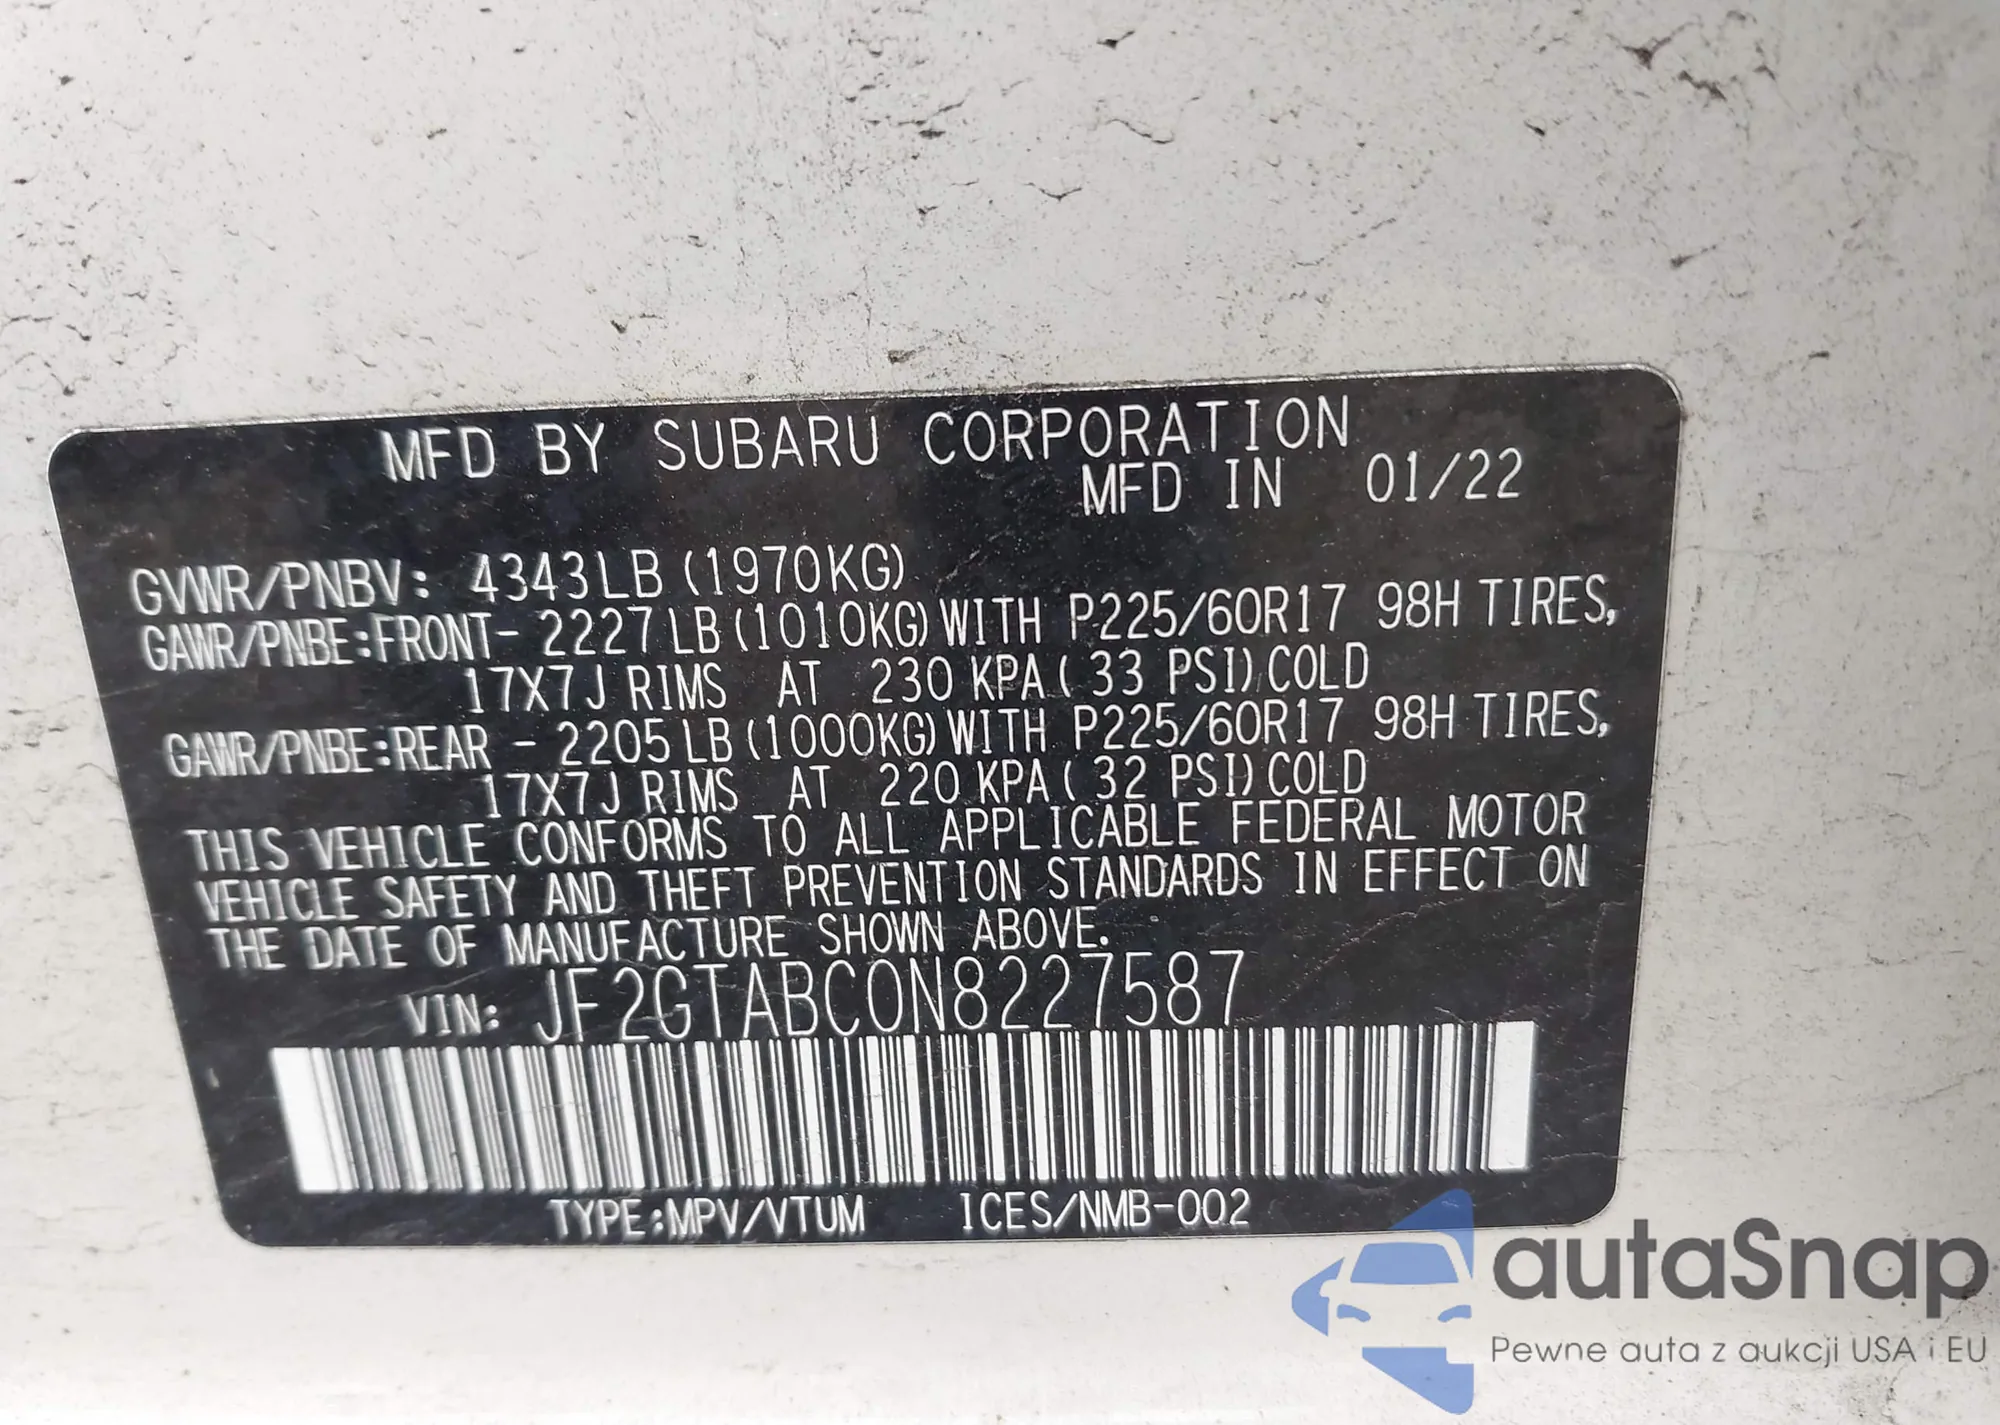 MFD BY SUBARU CORPORATION
MFD IN 01/22
GVWR/PNBV: 4343LB (1970KG)
GAWR/PNBE:FRONT- 2227LB (1010KG) WITH P225/60R17 98H TIRES,
17X7J RIMS AT 230 KPA ( 33 PSI) COLD
GAWR/PNBE:REAR - 2205LB (1000KG) WITH P225/60R17 98H TIRES,
17X7J RIMS AT 220 KPA ( 32 PSI) COLD
THIS VEHICLE CONFORMS TO ALL APPLICABLE FEDERAL MOTOR
VEHICLE SAFETY AND THEFT PREVENTION STANDARDS IN EFFECT ON
THE DATE OF MANUFACTURE SHOWN ABOVE.
VIN: JF2GTABC0N8227587
TYPE:MPV/VTUM ICES/NMB-002
autaSnap
Pewne auta z aukcji USA i EU